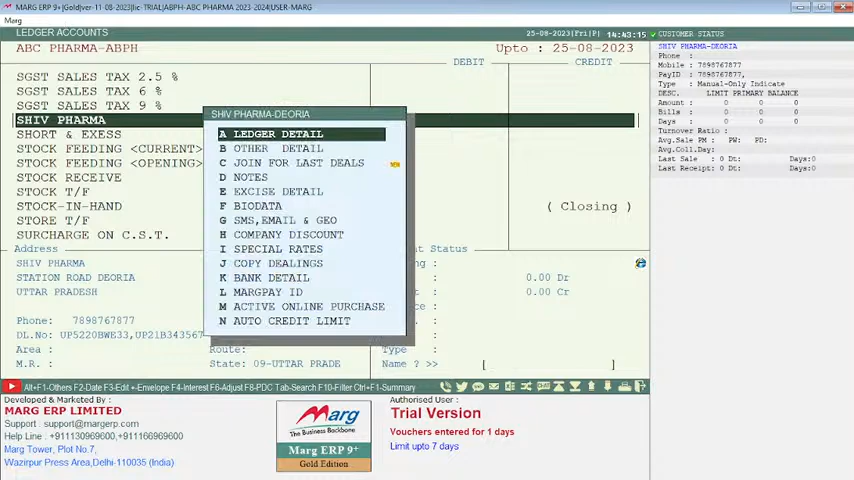 MARG ERP 9+|Gold|ver-11-08-2023|lic-TRIAL|ABPH-ABC PHARMA 2023-2024|USER-MARG
Marg
LEDGER ACCOUNTS
25-08-2023|Fri|P| 14:43:15
CUSTOMER STATUS
ABC PHARMA-ABPH
Upto : 25-08-2023
DEBIT
CREDIT
SGST SALES TAX 2.5 %
SGST SALES TAX 6 %
SGST SALES TAX 9 %
SHIV PHARMA
SHORT & EXESS
STOCK FEEDING <CURRENT>
STOCK FEEDING <OPENING>
STOCK RECEIVE
STOCK T/F
STOCK-IN-HAND
( Closing )
STORE T/F
SURCHARGE ON C.S.T.
SHIV PHARMA-DEORIA
A LEDGER DETAIL
B OTHER DETAIL
C JOIN FOR LAST DEALS
NEW
D NOTES
E EXCISE DETAIL
F BIODATA
G SMS,EMAIL & GEO
H COMPANY DISCOUNT
I SPECIAL RATES
J COPY DEALINGS
K BANK DETAIL
L MARGPAY ID
M ACTIVE ONLINE PURCHASE
N AUTO CREDIT LIMIT
Address
nt Status
SHIV PHARMA
STATION ROAD DEORIA
0.00 Dr
UTTAR PRADESH
0.00 Cr
Phone: 7898767877
DL.No: UP5220BWE33,UP21B343567
Area :
Route:
Type :
M.R. :
State: 09-UTTAR PRADE
Name ? >> [ ]
SHIV PHARMA-DEORIA
Phone :
Mobile : 7898767877
PayID : 7898767877,
Type : Manual-Only Indicate
DESC. LIMIT PRIMARY BALANCE
Amount : 0 0 0
Bills : 0 0 0
Days : 0 0 0
Turnover Ratio :
Avg.Sale PM : PW: PD:
Avg.Coll.Day:
Last Sale : 0 Dt: Days:0
Last Receipt: 0 Dt: Days:0
Alt+F1-Others F2-Date F3-Edit +-Envelope F4-Interest F6-Adjust F8-PDC Tab-Search F10-Filter Ctrl+F1-Summary
Developed & Marketed By :
MARG ERP LIMITED
Support : support@margerp.com
Help Line : +911130969600,+911166969600
Marg Tower, Plot No.7,
Wazirpur Press Area,Delhi-110035 (India)
Marg
The Business Backbone
Marg ERP 9+
Gold Edition
Authorised User :
Trial Version
Vouchers entered for 1 days
Limit upto 7 days